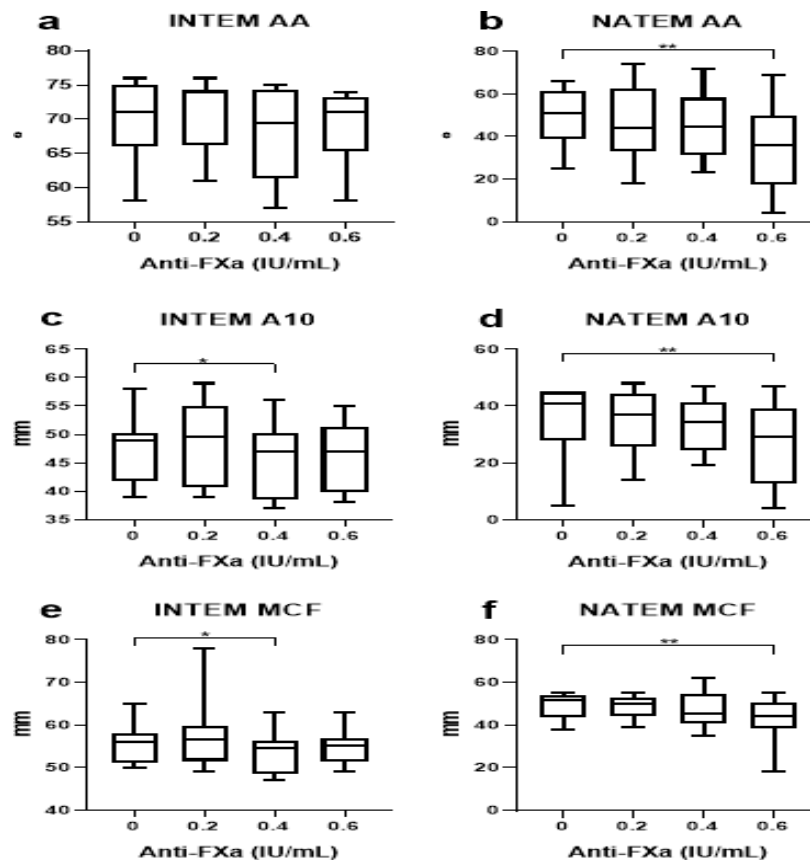 a INTEM AA
80
75
70
65
60
55
°
0 0.2 0.4 0.6
Anti-FXa (IU/mL)
b NATEM AA
**
80
60
40
20
0
°
0 0.2 0.4 0.6
Anti-FXa (IU/mL)
c INTEM A10
*
65
60
55
50
45
40
35
mm
0 0.2 0.4 0.6
Anti-FXa (IU/mL)
d NATEM A10
**
60
40
20
0
mm
0 0.2 0.4 0.6
Anti-FXa (IU/mL)
e INTEM MCF
*
80
70
60
50
40
mm
0 0.2 0.4 0.6
Anti-FXa (IU/mL)
f NATEM MCF
**
80
60
40
20
0
mm
0 0.2 0.4 0.6
Anti-FXa (IU/mL)